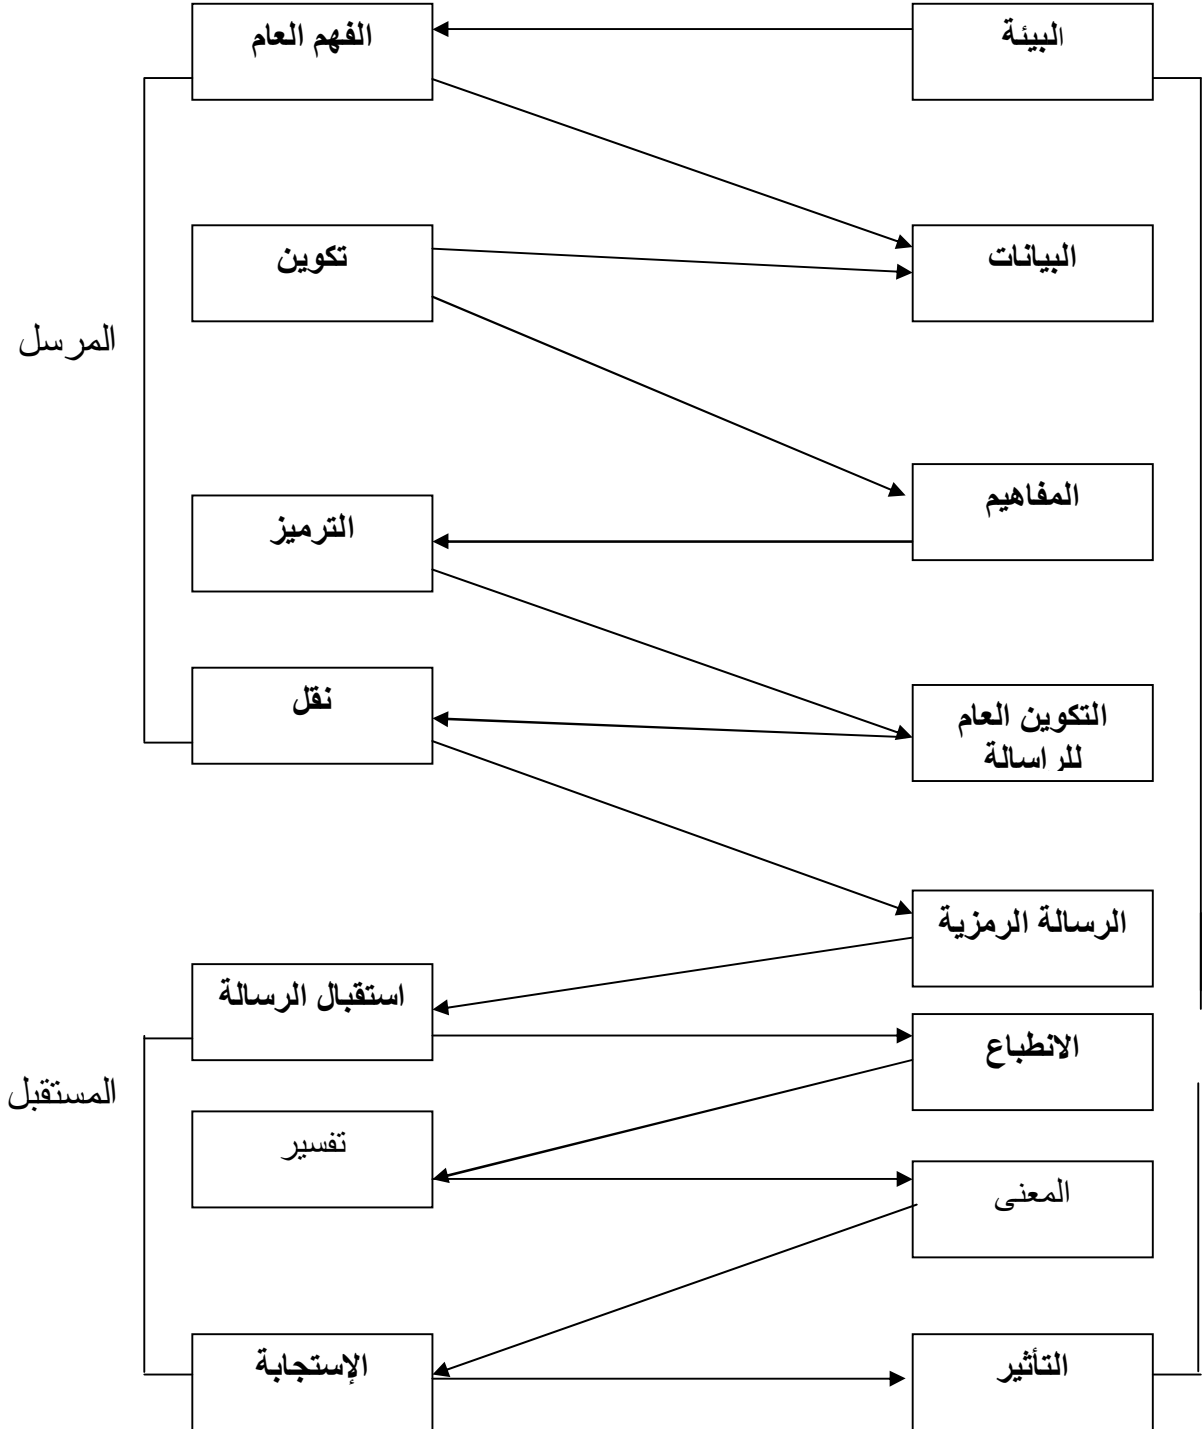 البيئة
الفهم العام
البيانات
تكوين
المرسل
المفاهيم
الترميز
التكوين العام
للراسالة
نقل
الرسالة الرمزية
استقبال الرسالة
الانطباع
المستقبل
تفسير
المعنى
التأثير
الإستجابة